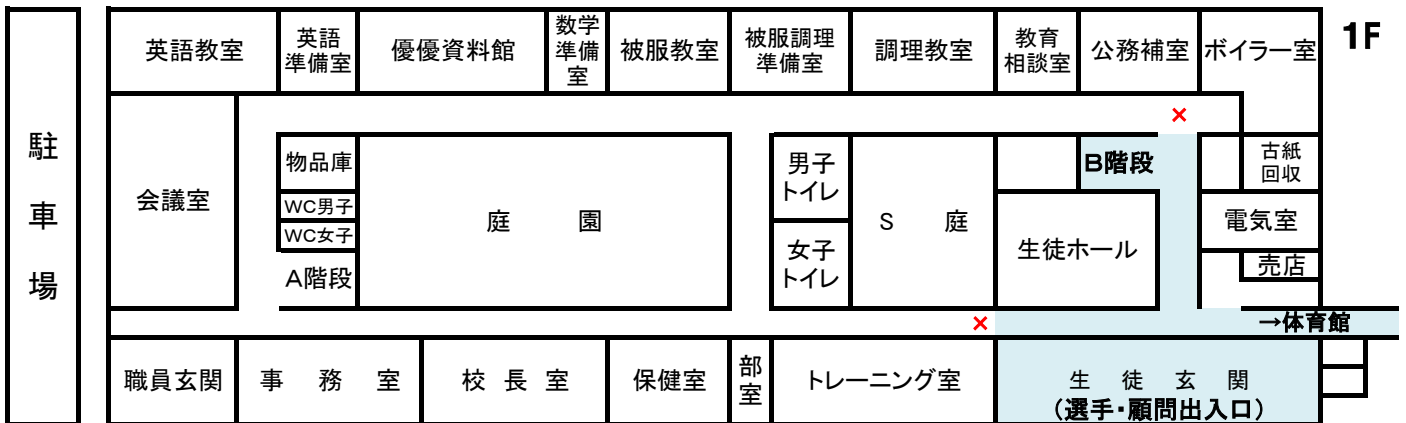 1F
英語教室
英語
準備室
優優資料館
数学
準備
室
被服教室
被服調理
準備室
調理教室
教育
相談室
公務補室
ボイラー室
×
駐
車
場
会議室
物品庫
WC男子
WC女子
A階段
庭 園
男子
トイレ
女子
トイレ
S 庭
B階段
生徒ホール
古紙
回収
電気室
売店
×
→体育館
職員玄関
事 務 室
校 長 室
保健室
部
室
トレーニング室
生 徒 玄 関
（選手・顧問出入口）